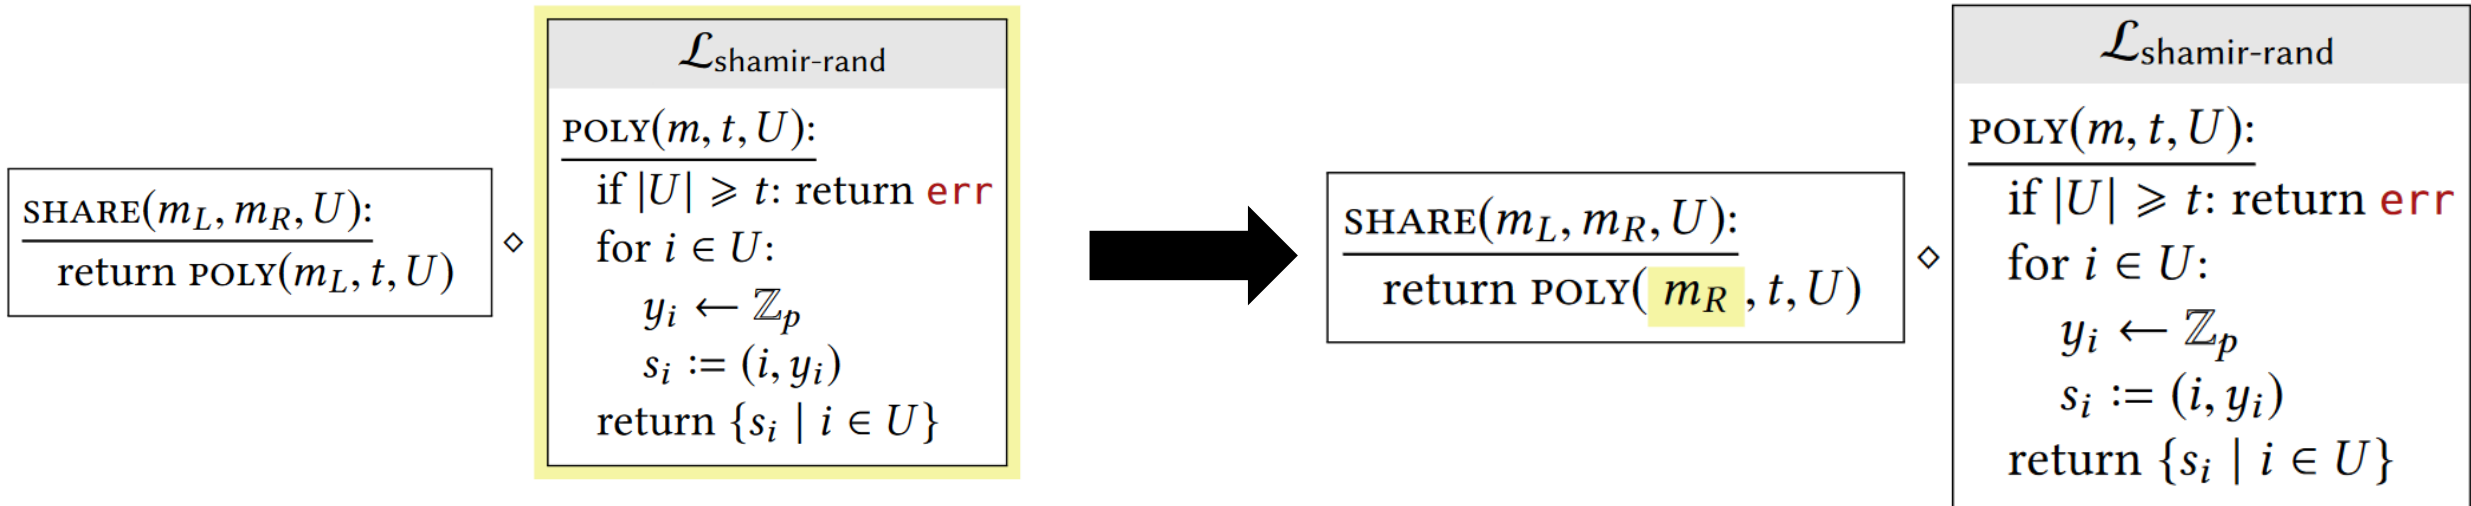 SHARE(m_L, m_R, U):
return POLY(m_L, t, U)
⋄
ℒ_shamir-rand
POLY(m, t, U):
if |U| ⩾ t: return err
for i ∈ U:
y_i ← ℤ_p
s_i := (i, y_i)
return {s_i | i ∈ U}
SHARE(m_L, m_R, U):
return POLY( m_R , t, U)
⋄
ℒ_shamir-rand
POLY(m, t, U):
if |U| ⩾ t: return err
for i ∈ U:
y_i ← ℤ_p
s_i := (i, y_i)
return {s_i | i ∈ U}